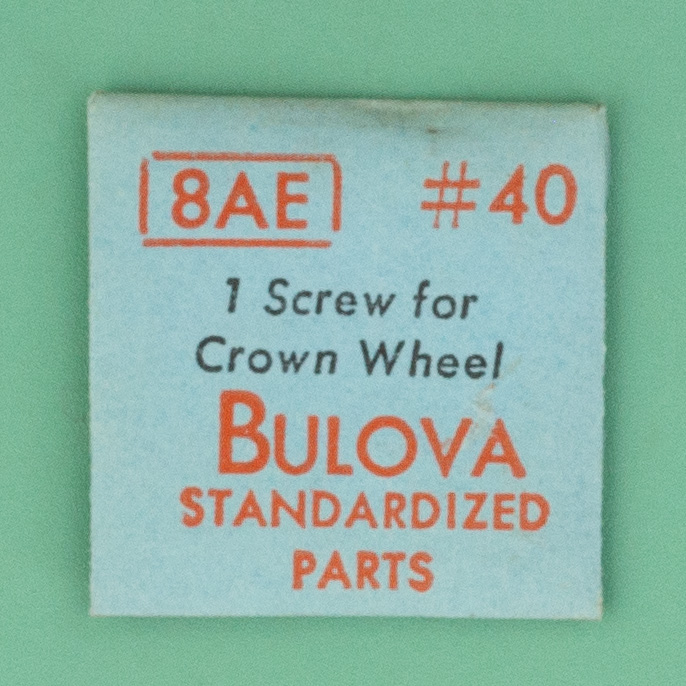 8AE #40
1 Screw for
Crown Wheel
BULOVA
STANDARDIZED
PARTS